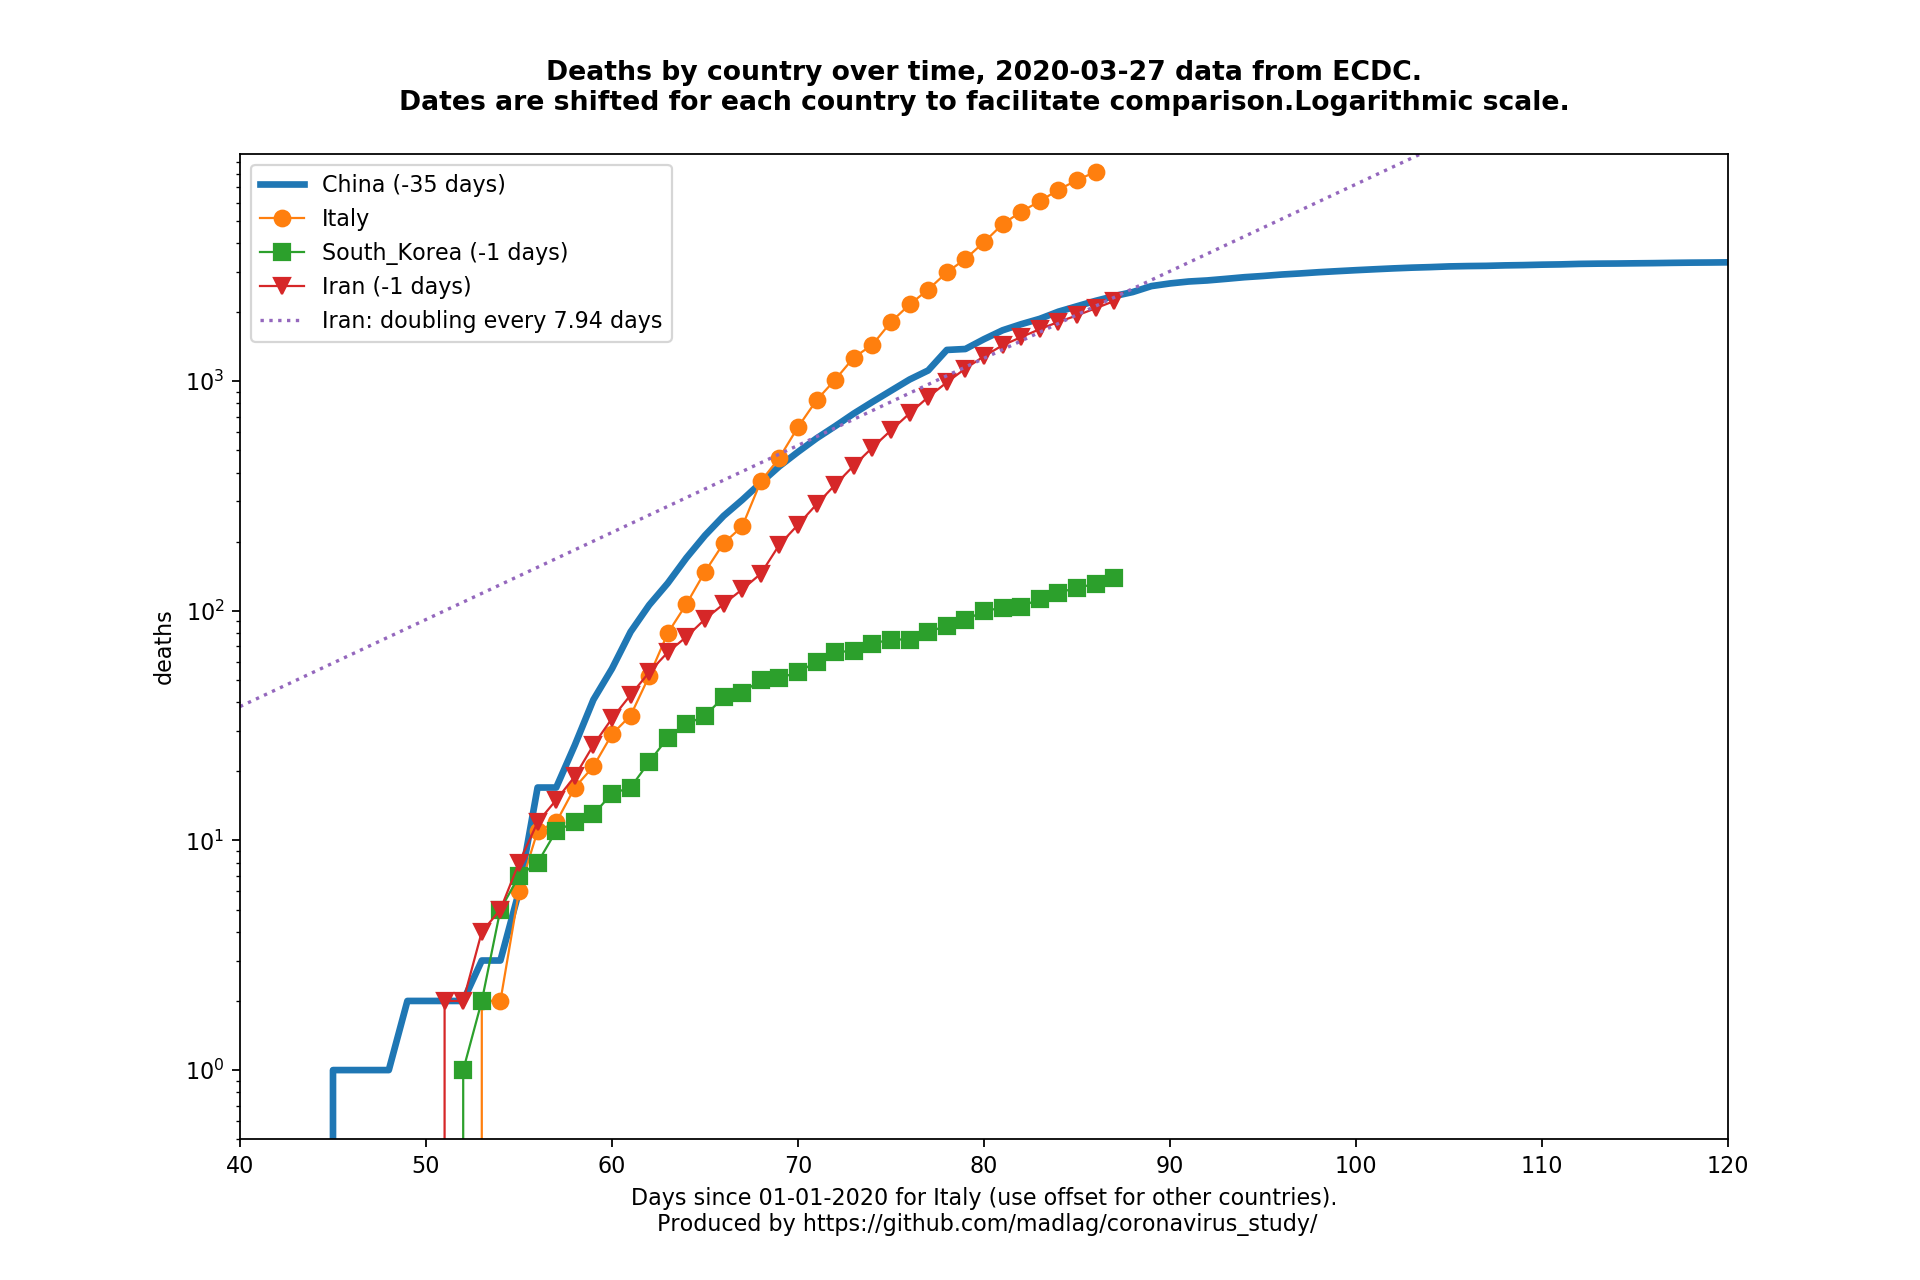 Deaths by country over time, 2020-03-27 data from ECDC.
Dates are shifted for each country to facilitate comparison.Logarithmic scale.
China (-35 days)
Italy
South_Korea (-1 days)
Iran (-1 days)
Iran: doubling every 7.94 days
deaths
10³
10²
10¹
10⁰
40 50 60 70 80 90 100 110 120
Days since 01-01-2020 for Italy (use offset for other countries).
Produced by https://github.com/madlag/coronavirus_study/